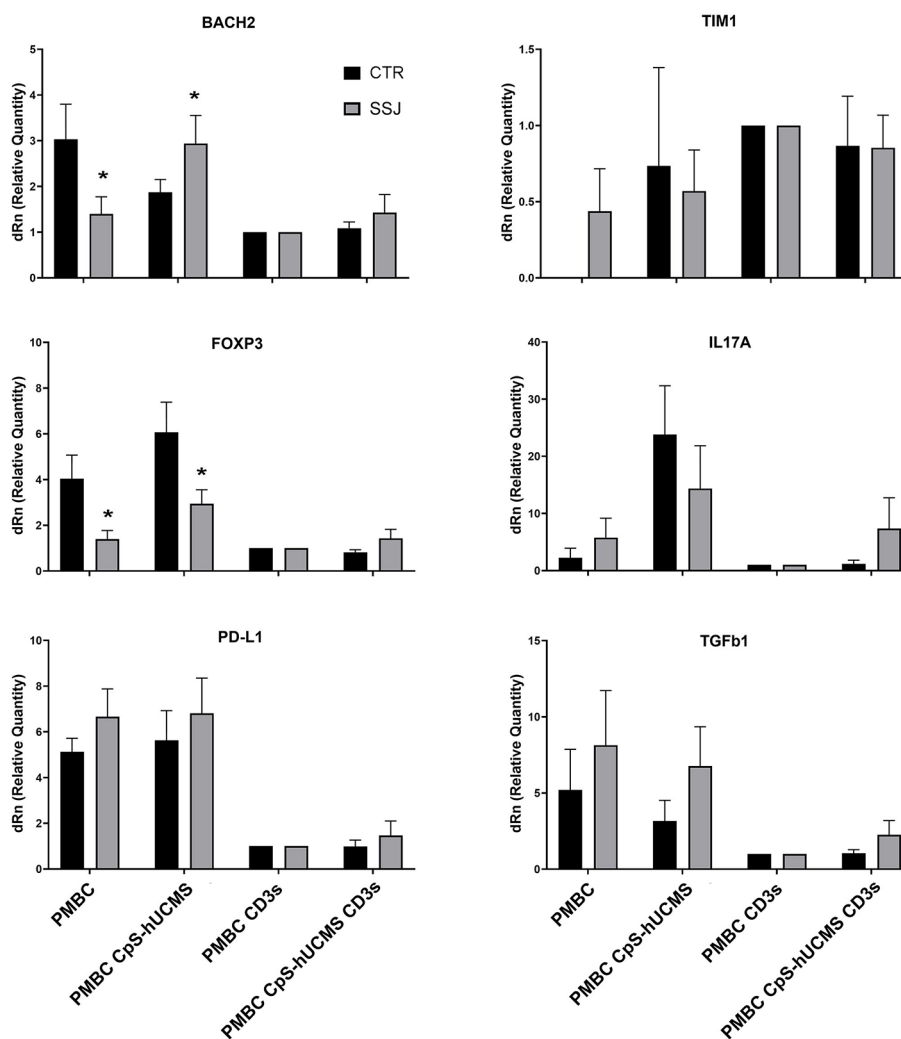 BACH2
dRn (Relative Quantity)
5
4
3
2
1
0
CTR
SSJ
*
*
TIM1
dRn (Relative Quantity)
1.5
1.0
0.5
0.0
FOXP3
dRn (Relative Quantity)
10
8
6
4
2
0
*
*
IL17A
dRn (Relative Quantity)
40
30
20
10
0
PD-L1
dRn (Relative Quantity)
10
8
6
4
2
0
PMBC
PMBC CpS-hUCMS
PMBC CD3s
PMBC CpS-hUCMS CD3s
TGFb1
dRn (Relative Quantity)
15
10
5
0
PMBC
PMBC CpS-hUCMS
PMBC CD3s
PMBC CpS-hUCMS CD3s